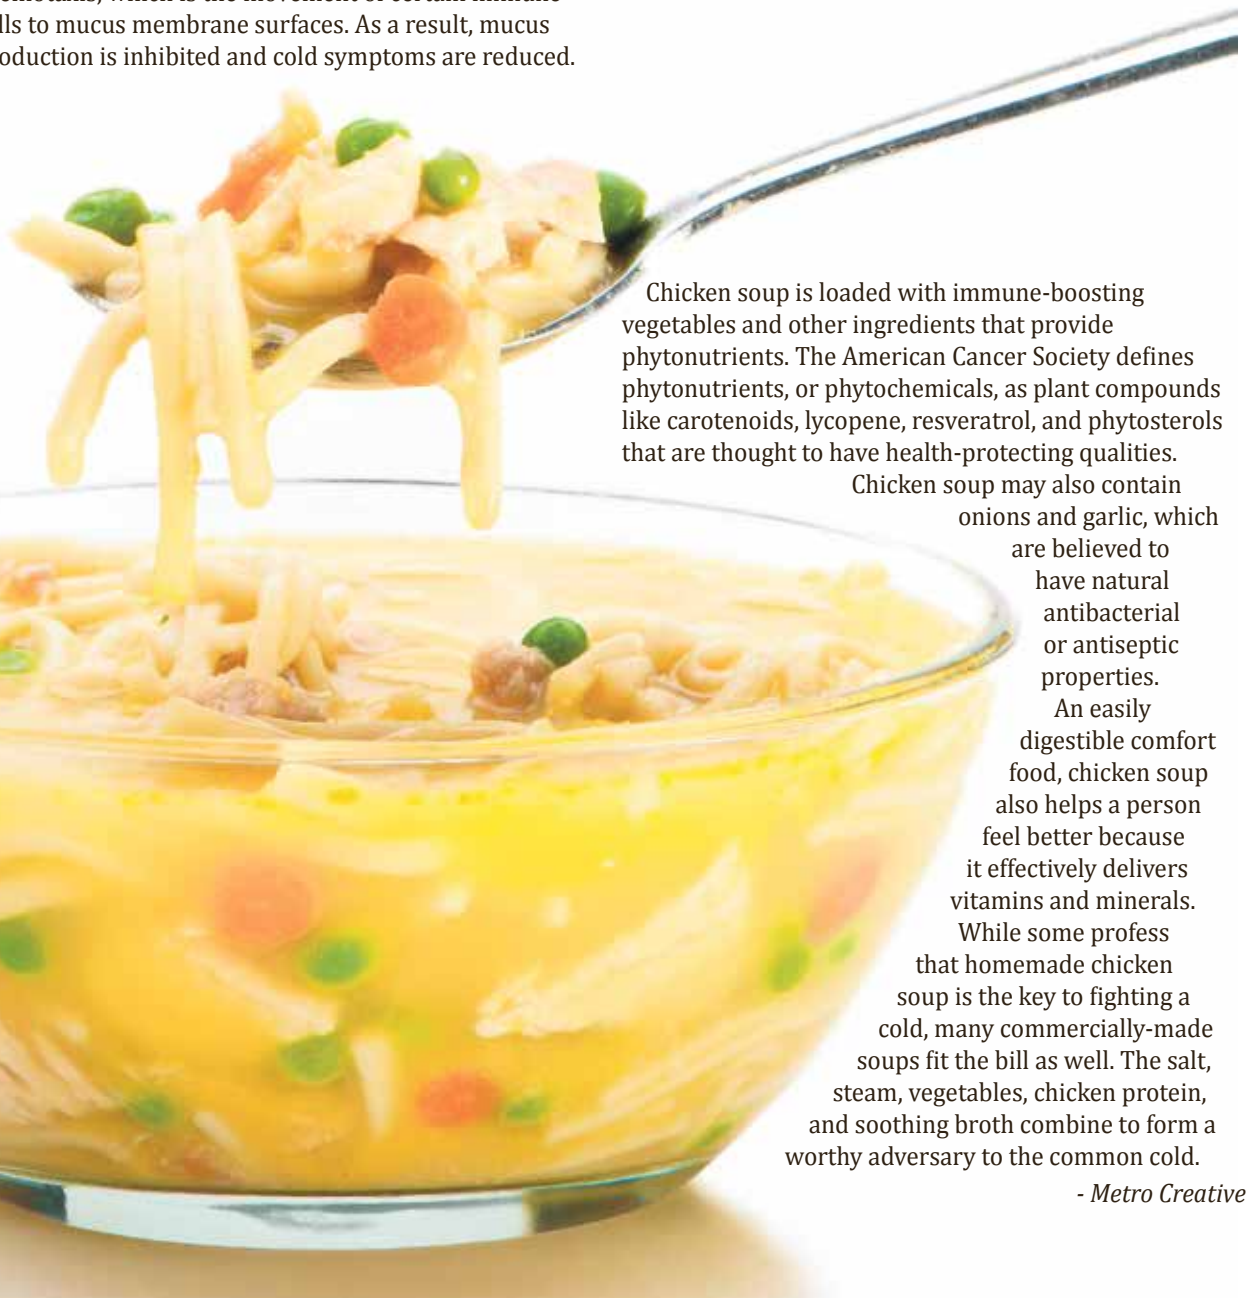 lls to mucus membrane surfaces. As a result, mucus
oduction is inhibited and cold symptoms are reduced.
Chicken soup is loaded with immune-boosting
vegetables and other ingredients that provide
phytonutrients. The American Cancer Society defines
phytonutrients, or phytochemicals, as plant compounds
like carotenoids, lycopene, resveratrol, and phytosterols
that are thought to have health-protecting qualities.
Chicken soup may also contain
onions and garlic, which
are believed to
have natural
antibacterial
or antiseptic
properties.
An easily
digestible comfort
food, chicken soup
also helps a person
feel better because
it effectively delivers
vitamins and minerals.
While some profess
that homemade chicken
soup is the key to fighting a
cold, many commercially-made
soups fit the bill as well. The salt,
steam, vegetables, chicken protein,
and soothing broth combine to form a
worthy adversary to the common cold.
- Metro Creative